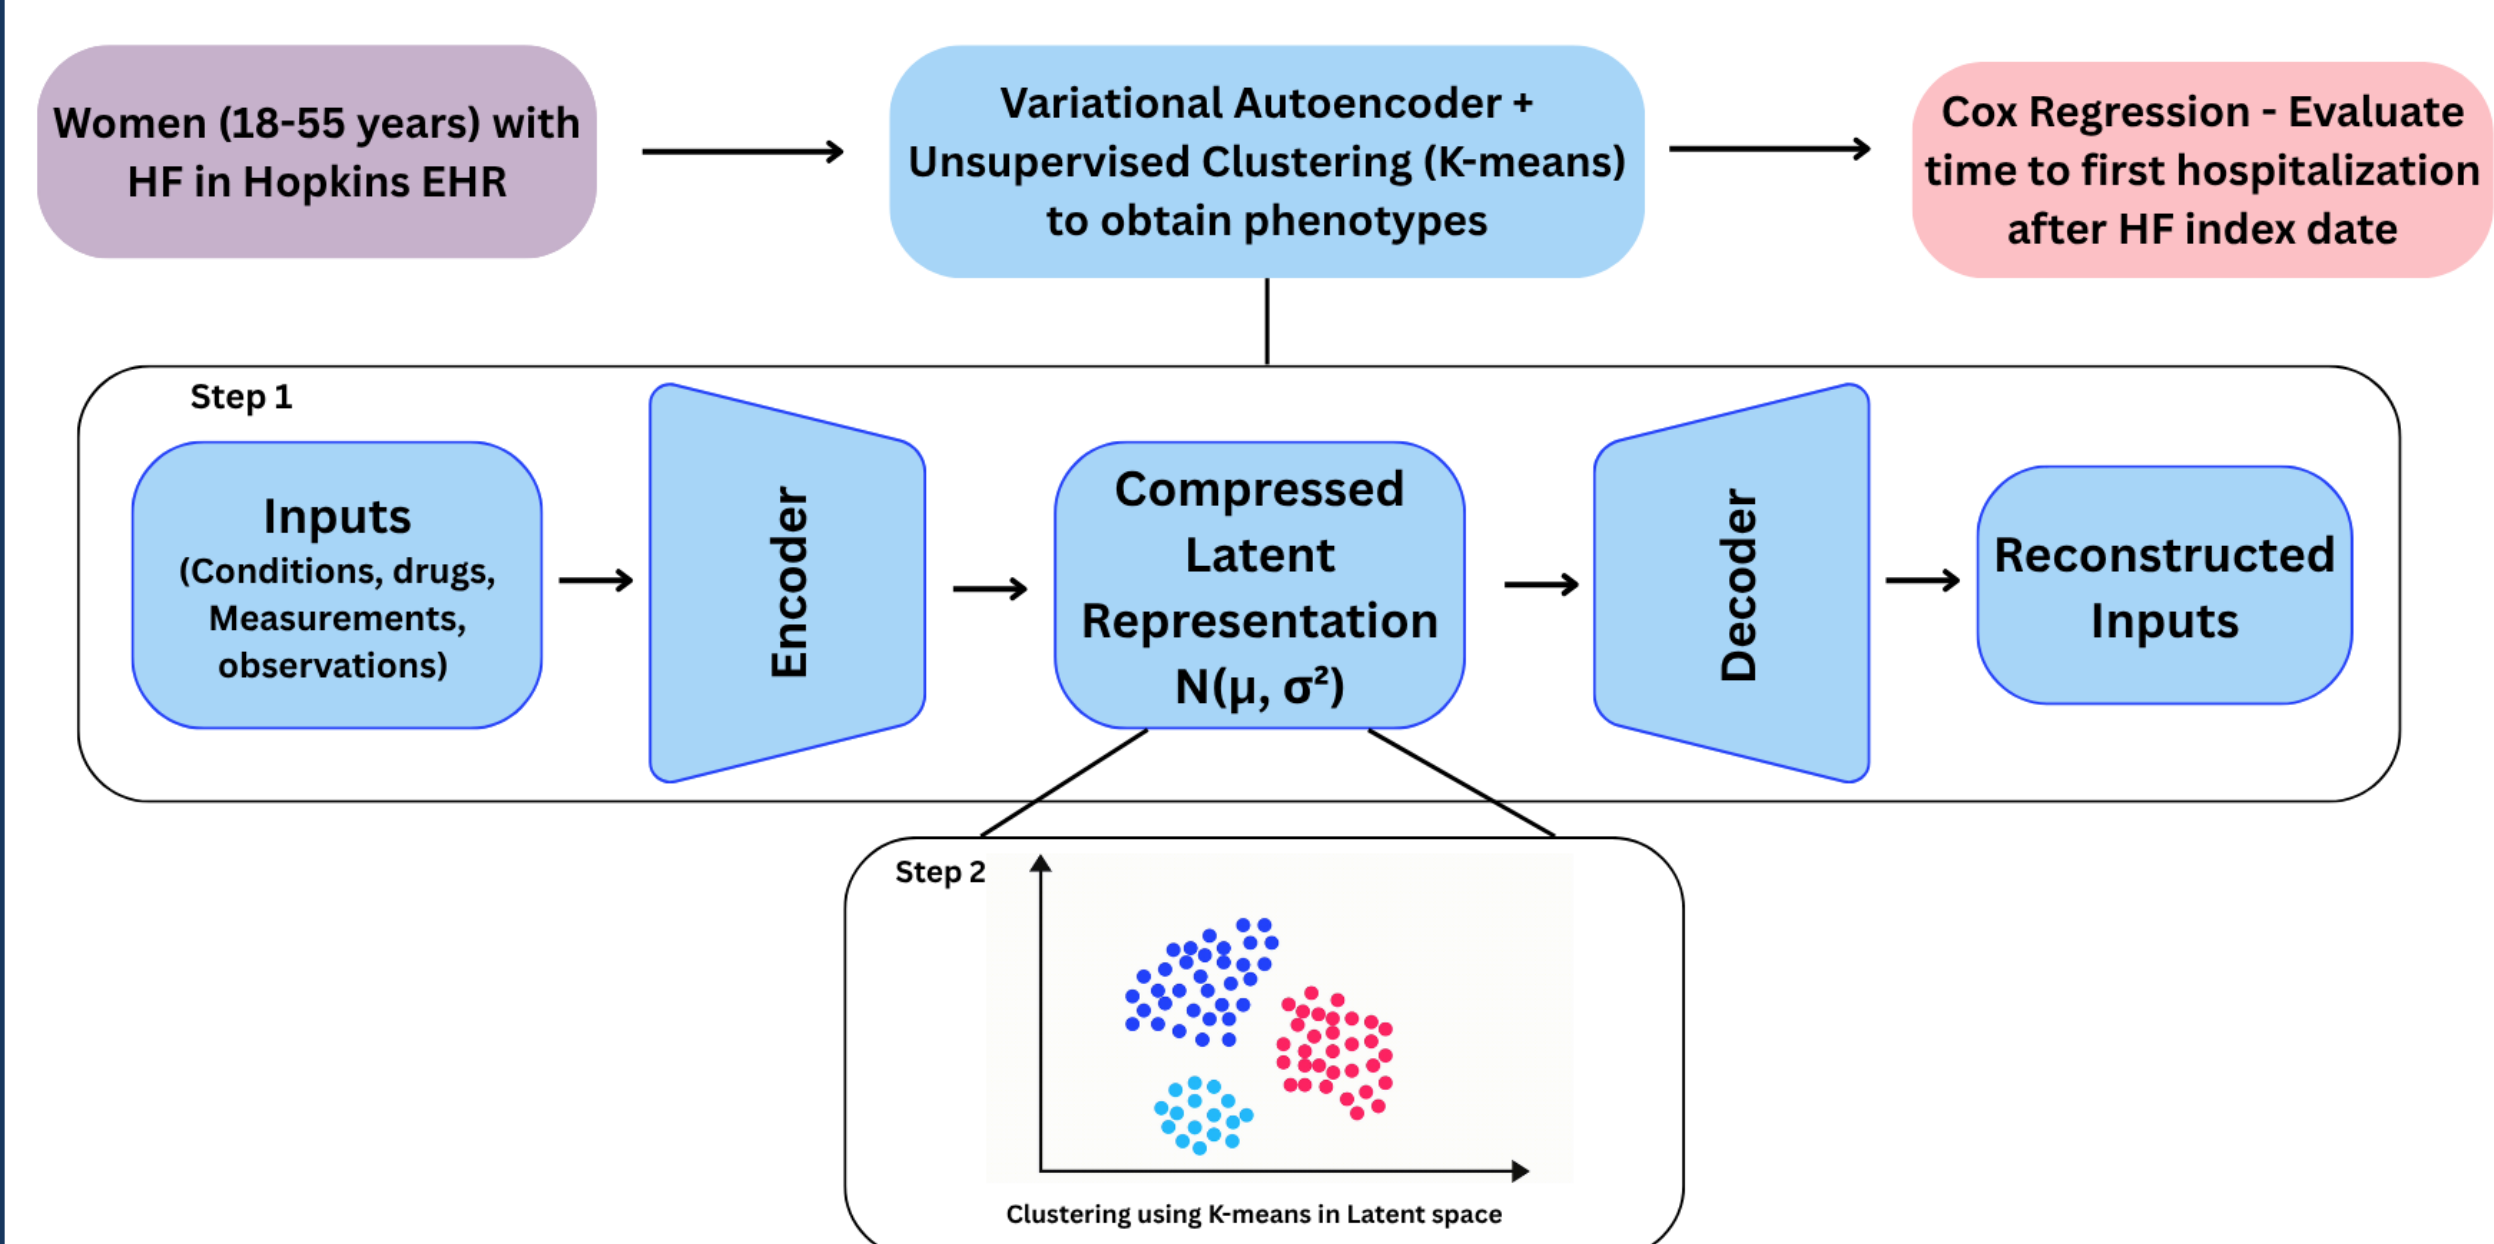 Women (18-55 years) with
HF in Hopkins EHR
Variational Autoencoder +
Unsupervised Clustering (K-means)
to obtain phenotypes
Cox Regression - Evaluate
time to first hospitalization
after HF index date
Step 1
Inputs
(Conditions, drugs,
Measurements,
observations)
Encoder
Compressed
Latent
Representation
N(μ, σ²)
Decoder
Reconstructed
Inputs
Step 2
Clustering using K-means in Latent space